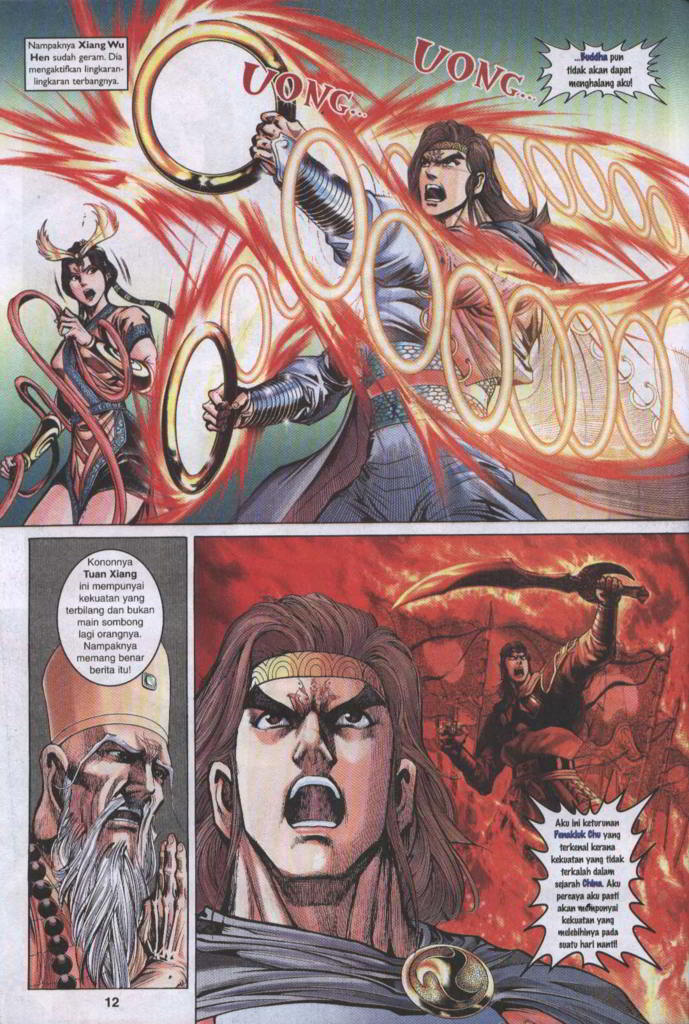 Nampaknya Xiang Wu
Hen sudah geram. Dia
mengaktifkan lingkaran-
lingkaran terbangnya.
UONG...
UONG...
...Buddha pun
tidak akan dapat
menghalang aku!
Kononnya
Tuan Xiang
ini mempunyai
kekuatan yang
terbilang dan bukan
main sombong
lagi orangnya.
Nampaknya
memang benar
berita itu!
Aku ini keturunan
Penakluk Chu yang
terkenal kerana
kekuatan yang tidak
terkalah dalam
sejarah China. Aku
percaya aku pasti
akan mempunyai
kekuatan yang
melebihinya pada
suatu hari nanti!
12